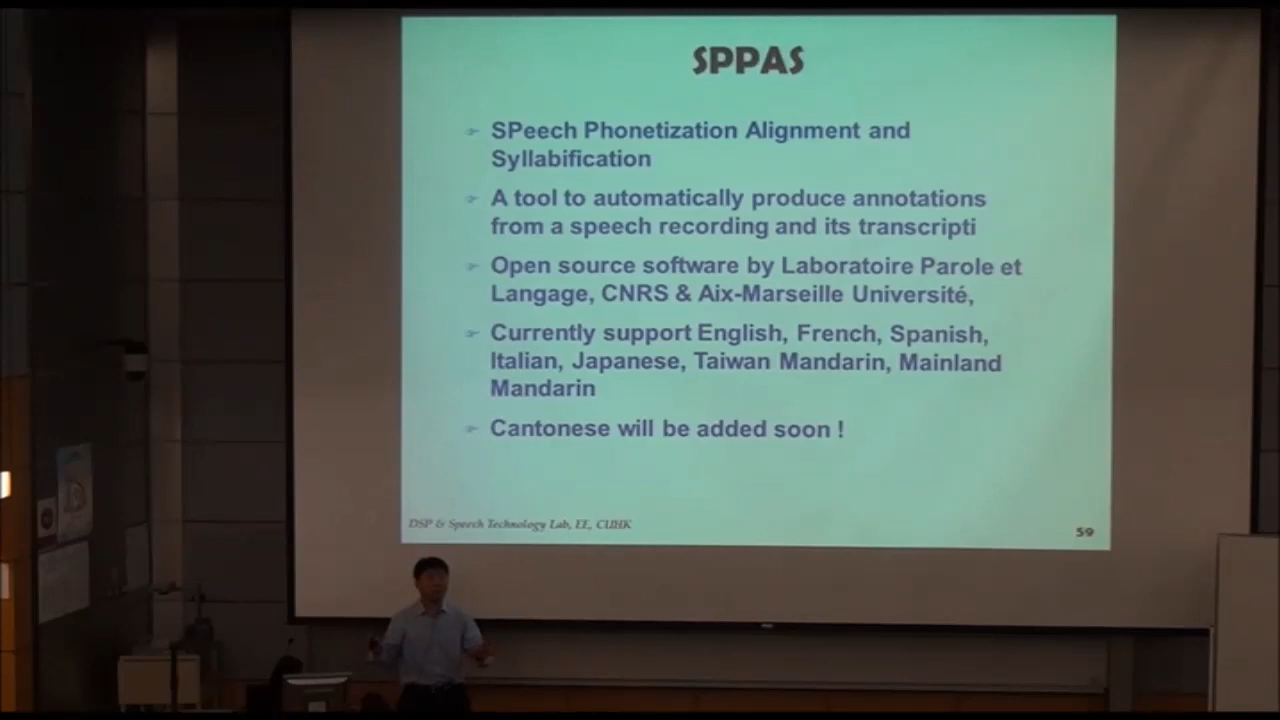 SPPAS
SPeech Phonetization Alignment and
Syllabification
A tool to automatically produce annotations
from a speech recording and its transcripti
Open source software by Laboratoire Parole et
Langage, CNRS & Aix-Marseille Université,
Currently support English, French, Spanish,
Italian, Japanese, Taiwan Mandarin, Mainland
Mandarin
Cantonese will be added soon !
DSP & Speech Technology Lab, EE, CUHK
59